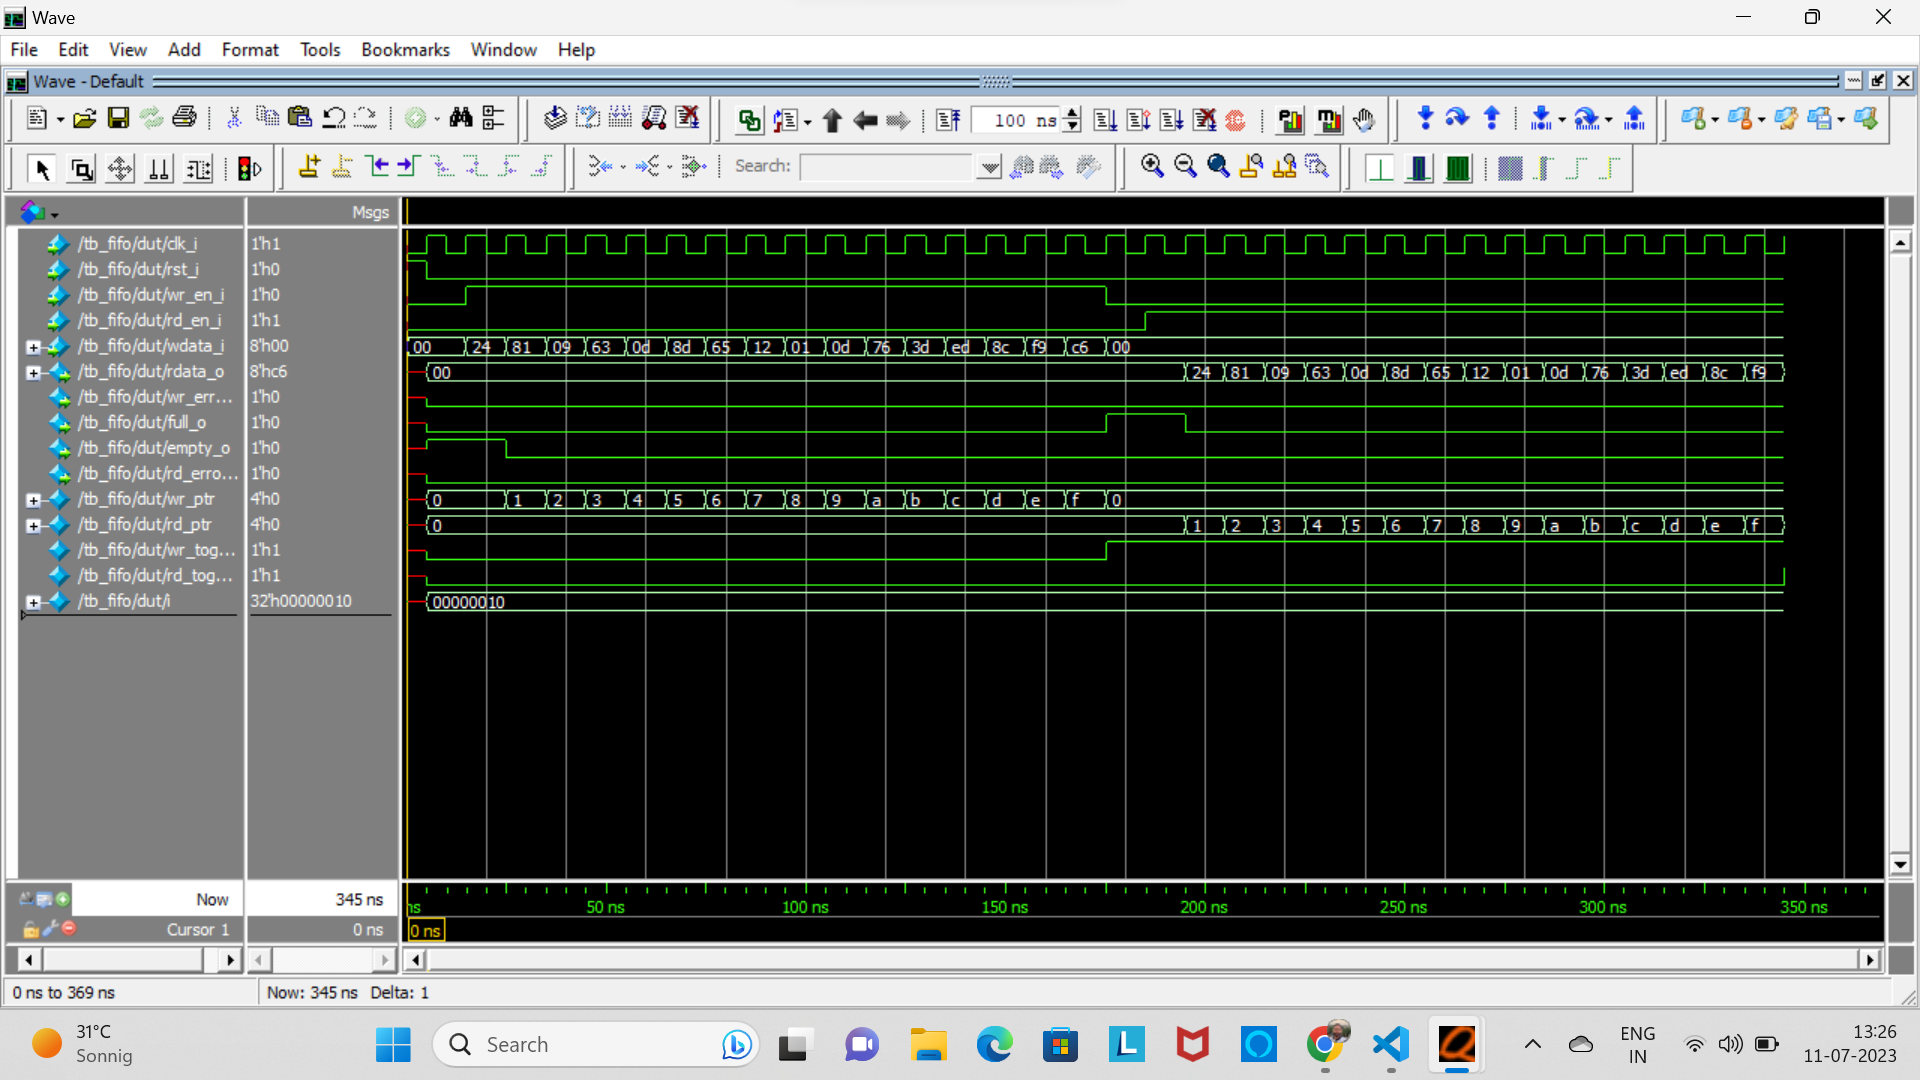 Wave
File Edit View Add Format Tools Bookmarks Window Help
Wave - Default
100 ns
Search:
Msgs
/tb_fifo/dut/clk_i 1'h1
/tb_fifo/dut/rst_i 1'h0
/tb_fifo/dut/wr_en_i 1'h0
/tb_fifo/dut/rd_en_i 1'h1
/tb_fifo/dut/wdata_i 8'h00 00 24 81 09 63 0d 8d 65 12 01 0d 76 3d ed 8c f9 c6 00
/tb_fifo/dut/rdata_o 8'hc6 00 24 81 09 63 0d 8d 65 12 01 0d 76 3d ed 8c f9
/tb_fifo/dut/wr_err... 1'h0
/tb_fifo/dut/full_o 1'h0
/tb_fifo/dut/empty_o 1'h0
/tb_fifo/dut/rd_erro... 1'h0
/tb_fifo/dut/wr_ptr 4'h0 0 1 2 3 4 5 6 7 8 9 a b c d e f 0
/tb_fifo/dut/rd_ptr 4'h0 0 1 2 3 4 5 6 7 8 9 a b c d e f
/tb_fifo/dut/wr_tog... 1'h1
/tb_fifo/dut/rd_tog... 1'h1
/tb_fifo/dut/i 32'h00000010 00000010
Now 345 ns ns 50 ns 100 ns 150 ns 200 ns 250 ns 300 ns 350 ns
Cursor 1 0 ns 0 ns
0 ns to 369 ns Now: 345 ns Delta: 1
31°C
Sonnig
Search
ENG
IN
13:26
11-07-2023